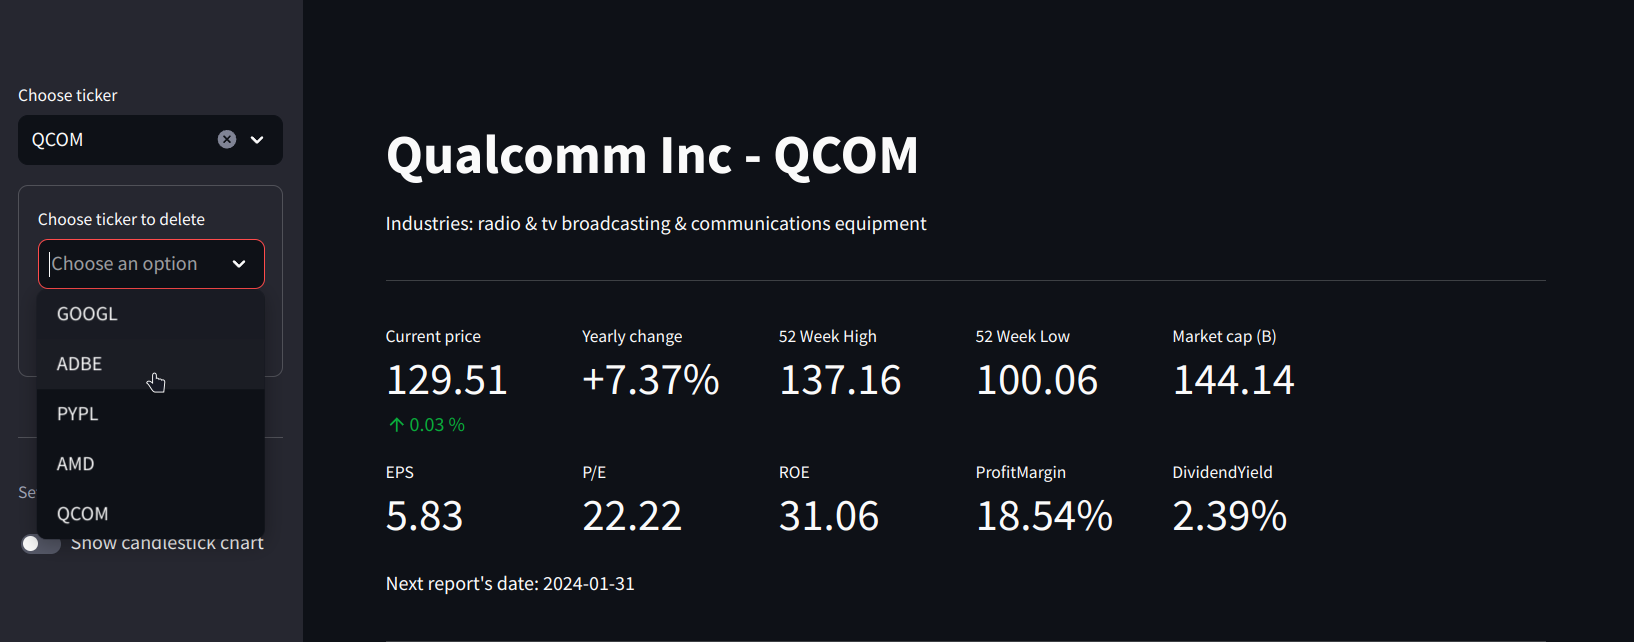 Choose ticker
QCOM
Choose ticker to delete
Choose an option
GOOGL
ADBE
PYPL
AMD
QCOM
Se
Show candlestick chart
Qualcomm Inc - QCOM
Industries: radio & tv broadcasting & communications equipment
Current price Yearly change 52 Week High 52 Week Low Market cap (B)
129.51 +7.37% 137.16 100.06 144.14
↑ 0.03 %
EPS P/E ROE ProfitMargin DividendYield
5.83 22.22 31.06 18.54% 2.39%
Next report's date: 2024-01-31